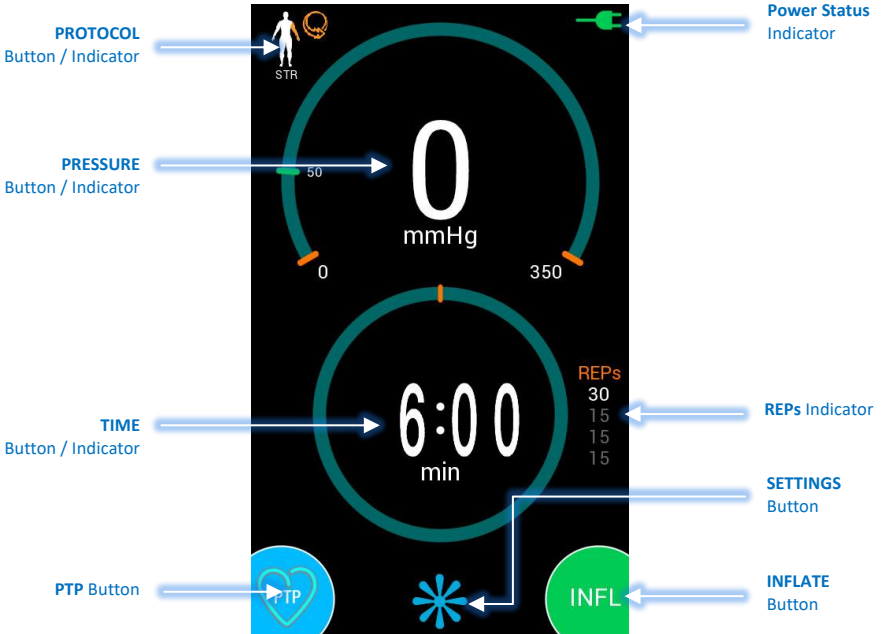 Power Status
Indicator
PROTOCOL
Button / Indicator
STR
PRESSURE
Button / Indicator
50
0
mmHg
0
350
REPs
30
15
15
15
REPs Indicator
TIME
Button / Indicator
6:00
min
SETTINGS
Button
PTP Button
PTP
INFL
INFLATE
Button